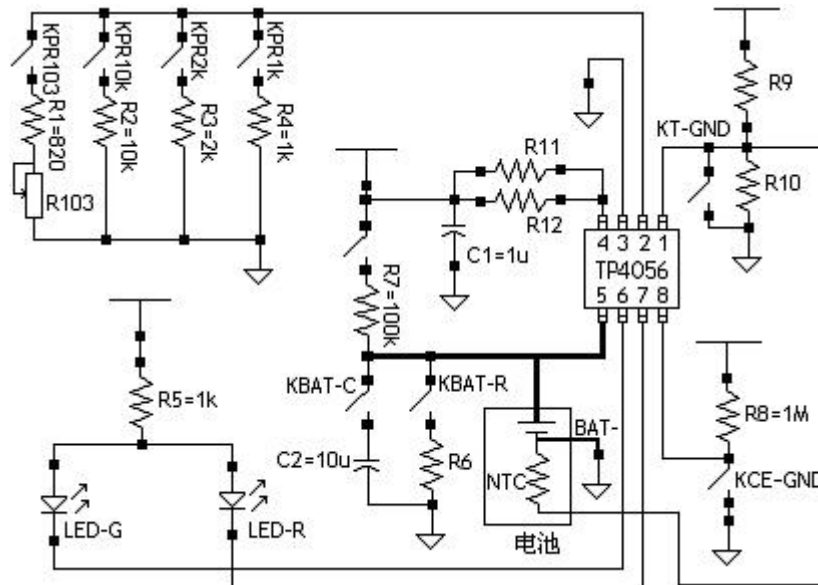 KPR103
KPR10k
KPR2k
KPR1k
R1=820
R2=10k
R3=2k
R4=1k
R103
R9
KT-GND
R10
R11
R12
C1=1u
4 3 2 1
TP4056
5 6 7 8
R7=100k
R5=1k
KBAT-C
KBAT-R
BAT-
R8=1M
C2=10u
R6
NTC
KCE-GND
LED-G
LED-R
电池